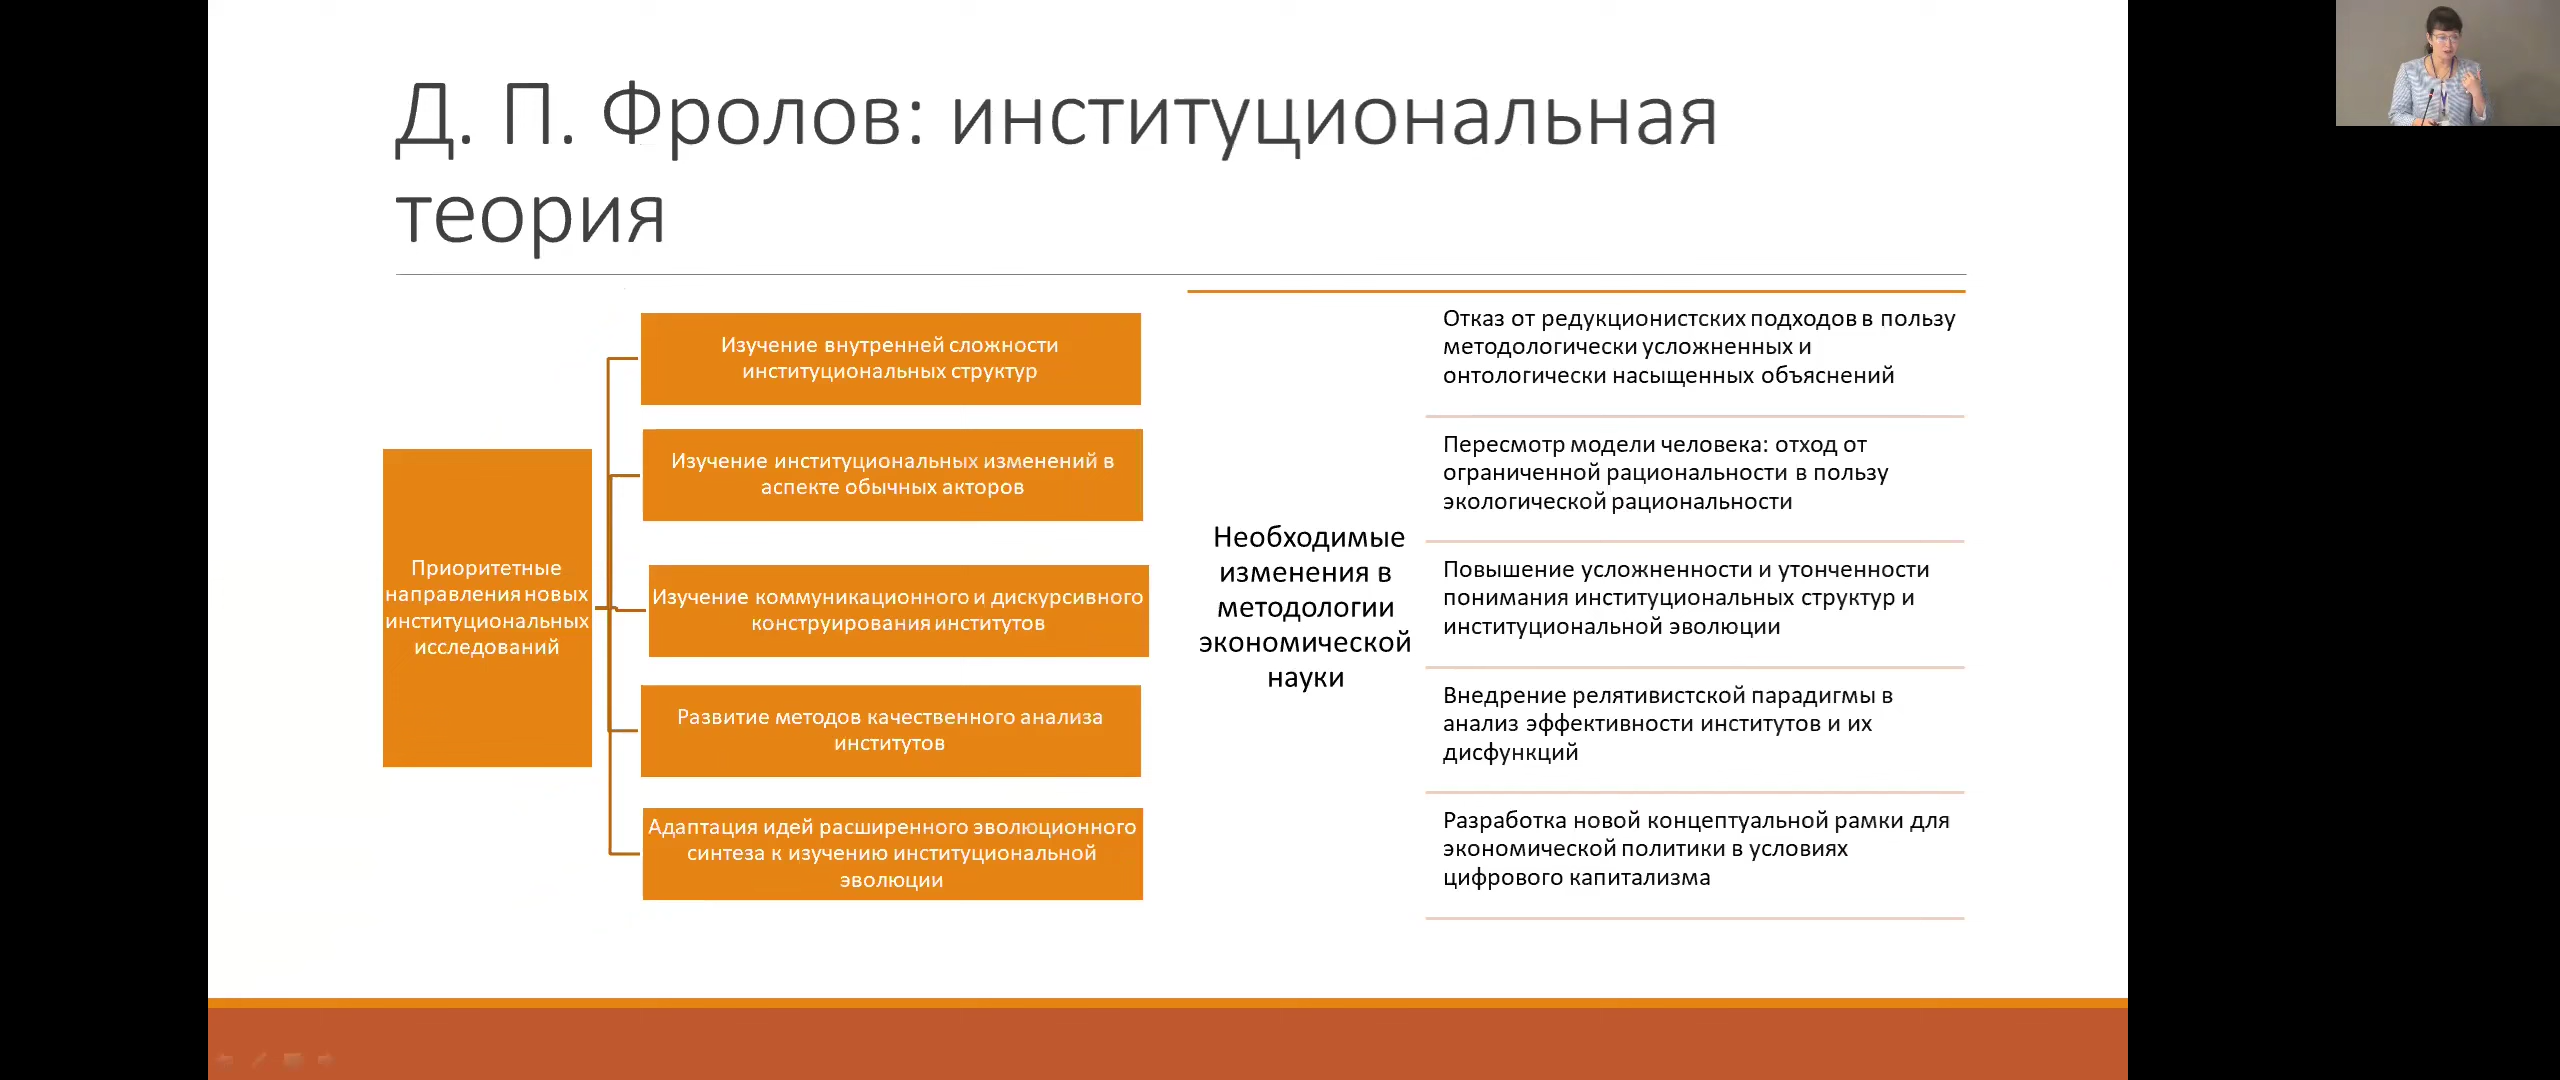 Д. П. Фролов: институциональная
теория
Приоритетные
направления новых
институциональных
исследований
Изучение внутренней сложности
институциональных структур
Изучение институциональных изменений в
аспекте обычных акторов
Изучение коммуникационного и дискурсивного
конструирования институтов
Развитие методов качественного анализа
институтов
Адаптация идей расширенного эволюционного
синтеза к изучению институциональной
эволюции
Необходимые
изменения в
методологии
экономической
науки
Отказ от редукционистских подходов в пользу
методологически усложненных и
онтологически насыщенных объяснений
Пересмотр модели человека: отход от
ограниченной рациональности в пользу
экологической рациональности
Повышение усложненности и утонченности
понимания институциональных структур и
институциональной эволюции
Внедрение релятивистской парадигмы в
анализ эффективности институтов и их
дисфункций
Разработка новой концептуальной рамки для
экономической политики в условиях
цифрового капитализма